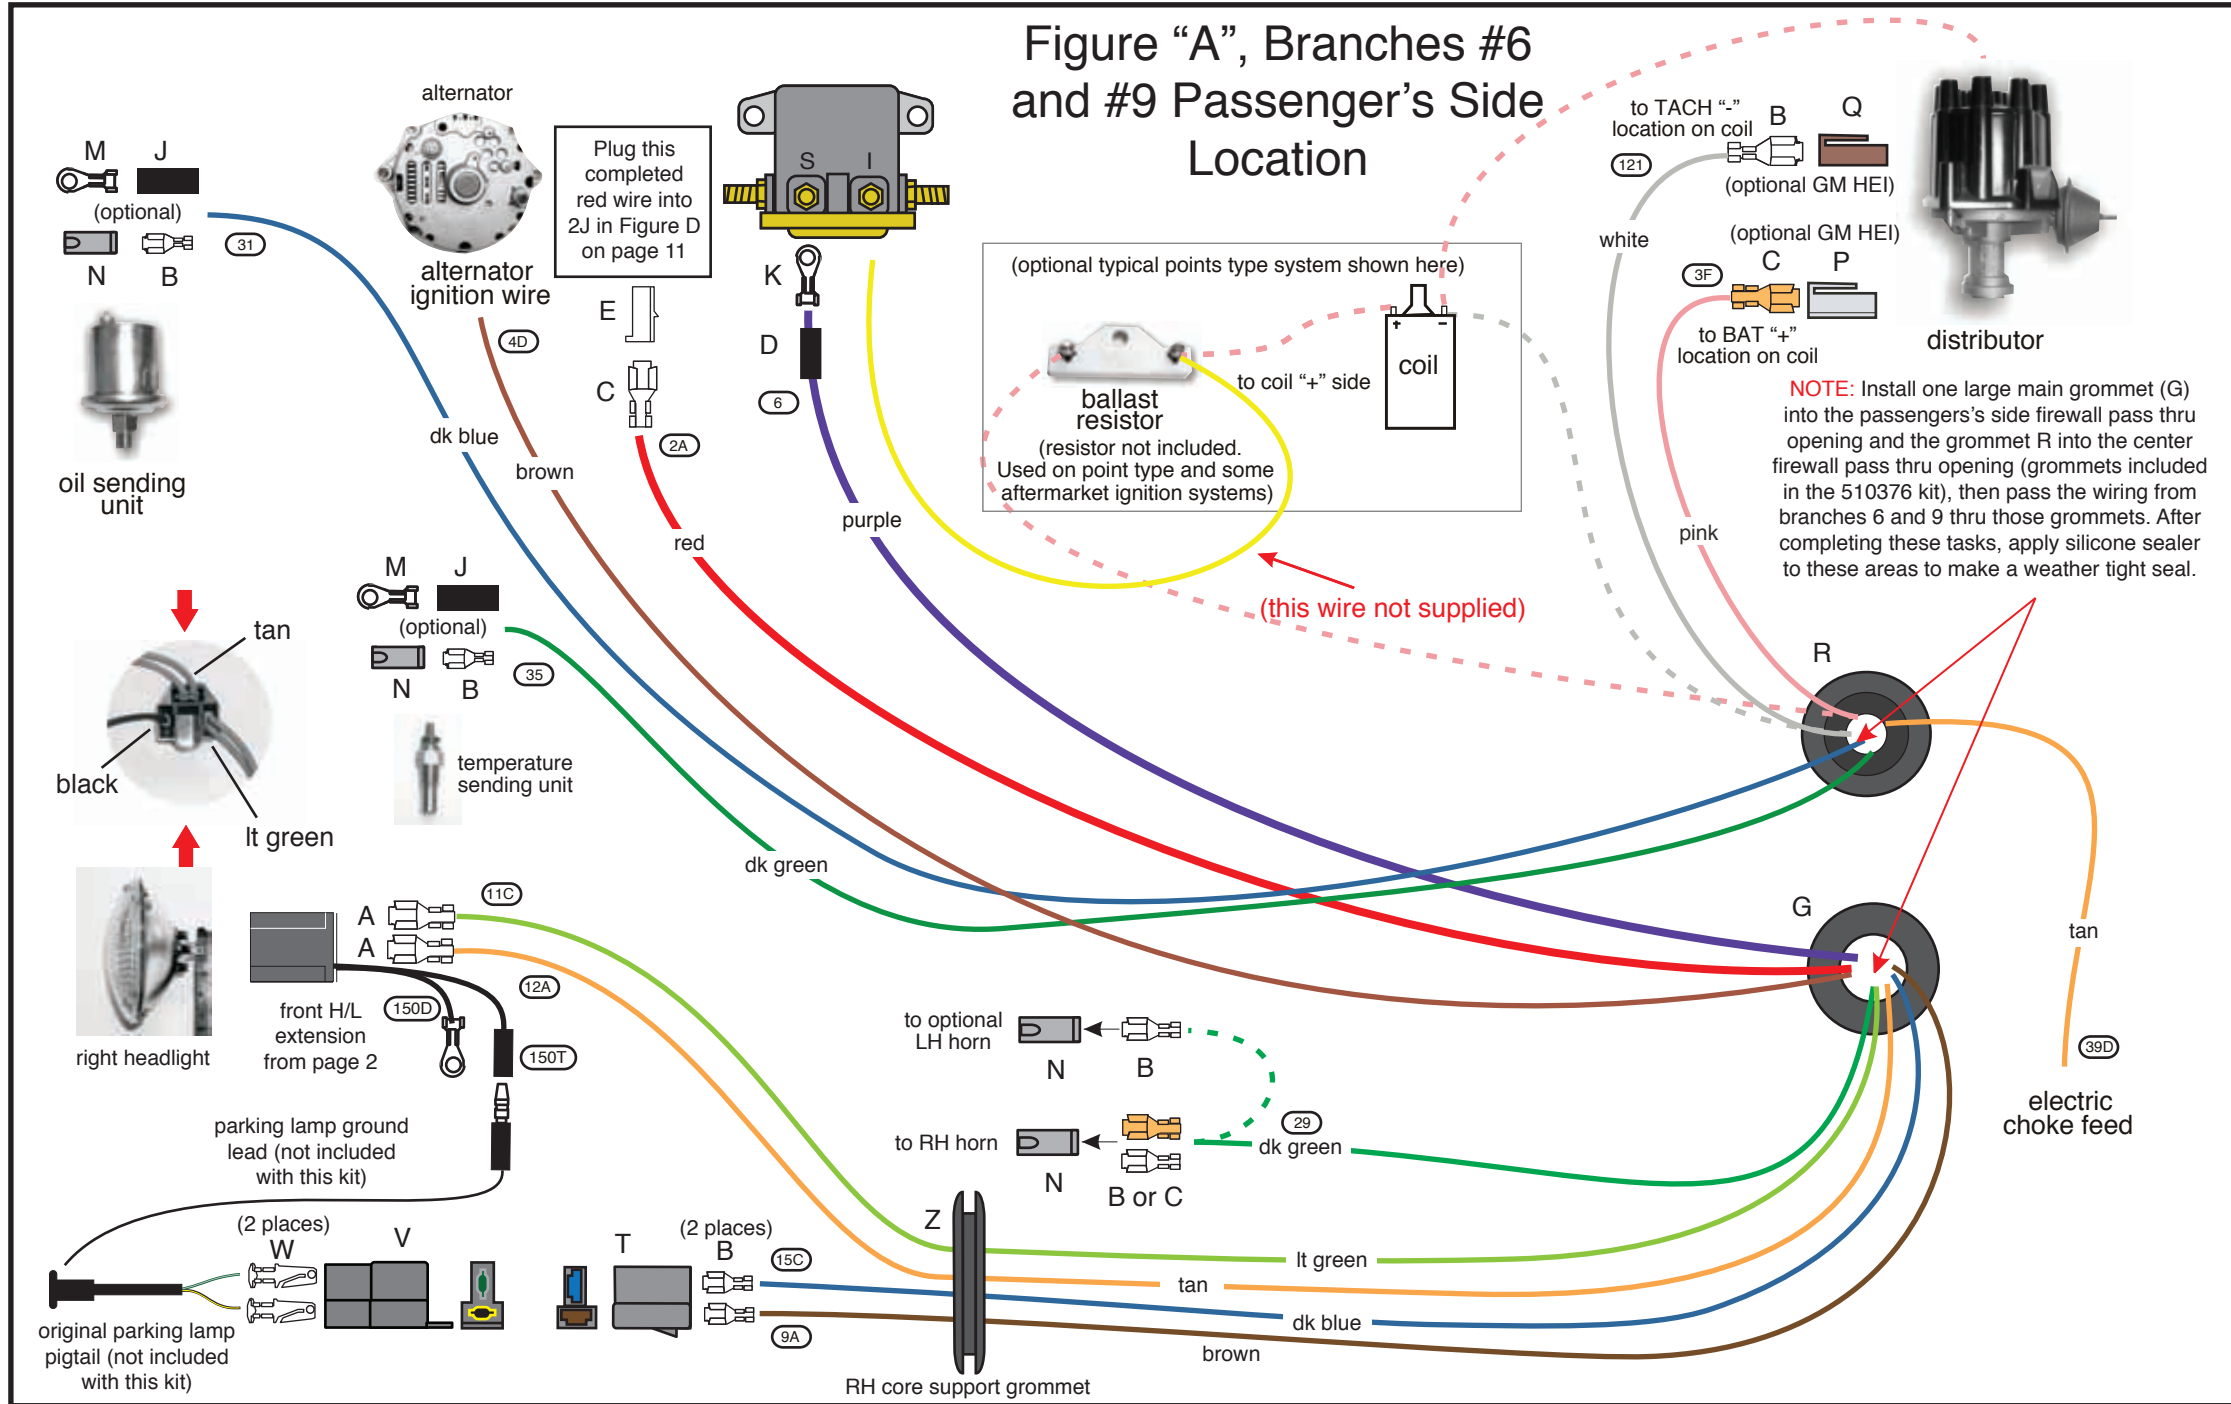 Figure “A”, Branches #6
and #9 Passenger’s Side
Location
alternator
M J
(optional)
N B
31
oil sending
unit
alternator
ignition wire
4D
Plug this
completed
red wire into
2J in Figure D
on page 11
E
C
2A
S I
K
D
6
(optional typical points type system shown here)
+ -
coil
to coil “+” side
ballast
resistor
(resistor not included.
Used on point type and some
aftermarket ignition systems)
(this wire not supplied)
to TACH “-”
location on coil
B Q
121
(optional GM HEI)
white
(optional GM HEI)
3F
C P
to BAT “+”
location on coil
pink
distributor
NOTE: Install one large main grommet (G)
into the passengers’s side firewall pass thru
opening and the grommet R into the center
firewall pass thru opening (grommets included
in the 510376 kit), then pass the wiring from
branches 6 and 9 thru those grommets. After
completing these tasks, apply silicone sealer
to these areas to make a weather tight seal.
dk blue
brown
red
purple
M J
(optional)
N B
35
temperature
sending unit
dk green
tan
black
lt green
right headlight
R
G
tan
39D
electric
choke feed
A
A
11C
12A
150D
150T
front H/L
extension
from page 2
parking lamp ground
lead (not included
with this kit)
to optional
LH horn
N B
to RH horn
N
B or C
29
dk green
(2 places)
W
V
T
(2 places)
B
15C
9A
Z
lt green
tan
dk blue
brown
original parking lamp
pigtail (not included
with this kit)
RH core support grommet